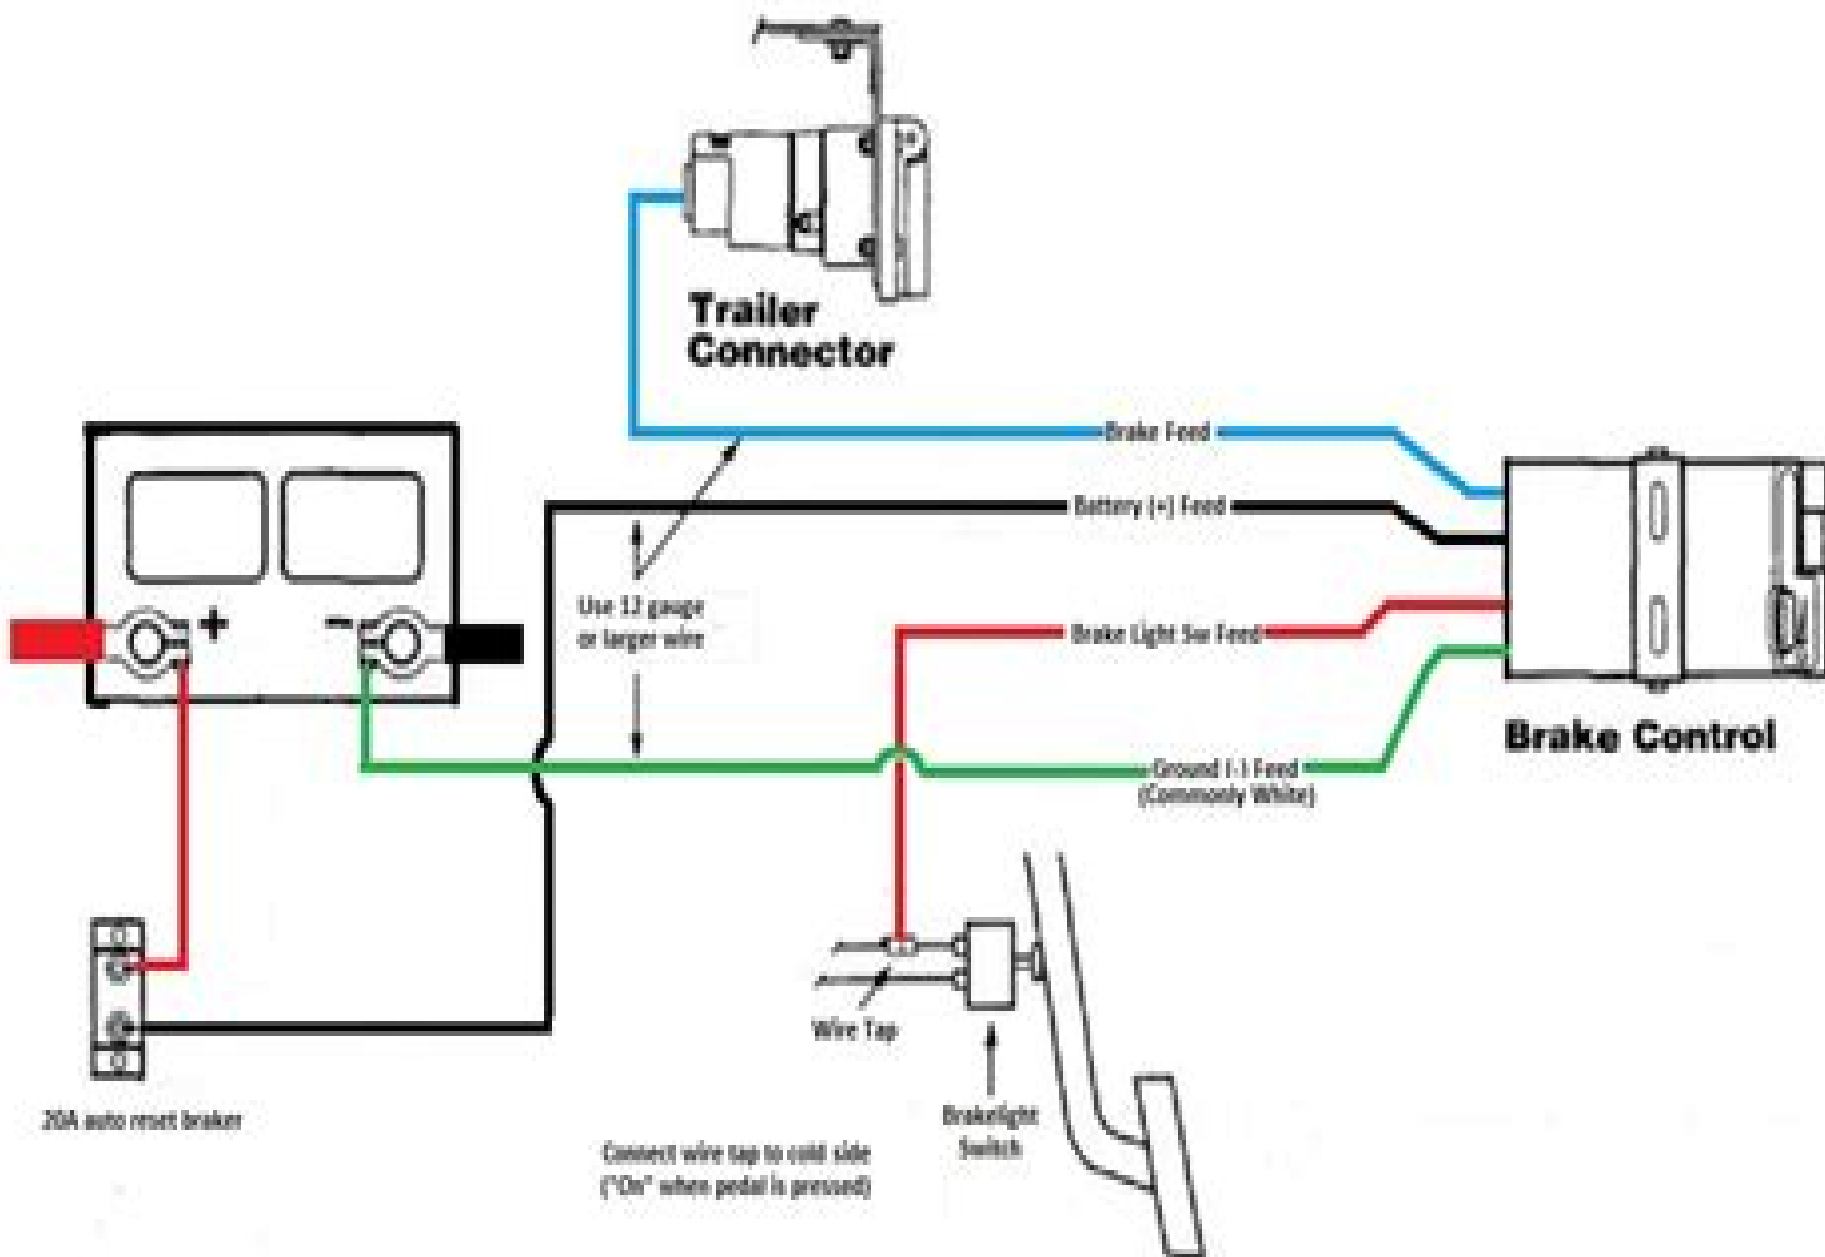 Trailer
Connector
Brake Feed
Battery (+) Feed
+
-
Use 12 gauge
or larger wire
Brake Light Sw Feed
Brake Control
Ground (-) Feed
(Commonly White)
Wire Tap
20A auto reset braker
Brakelight
Switch
Connect wire tap to cold side
("On" when pedal is pressed)